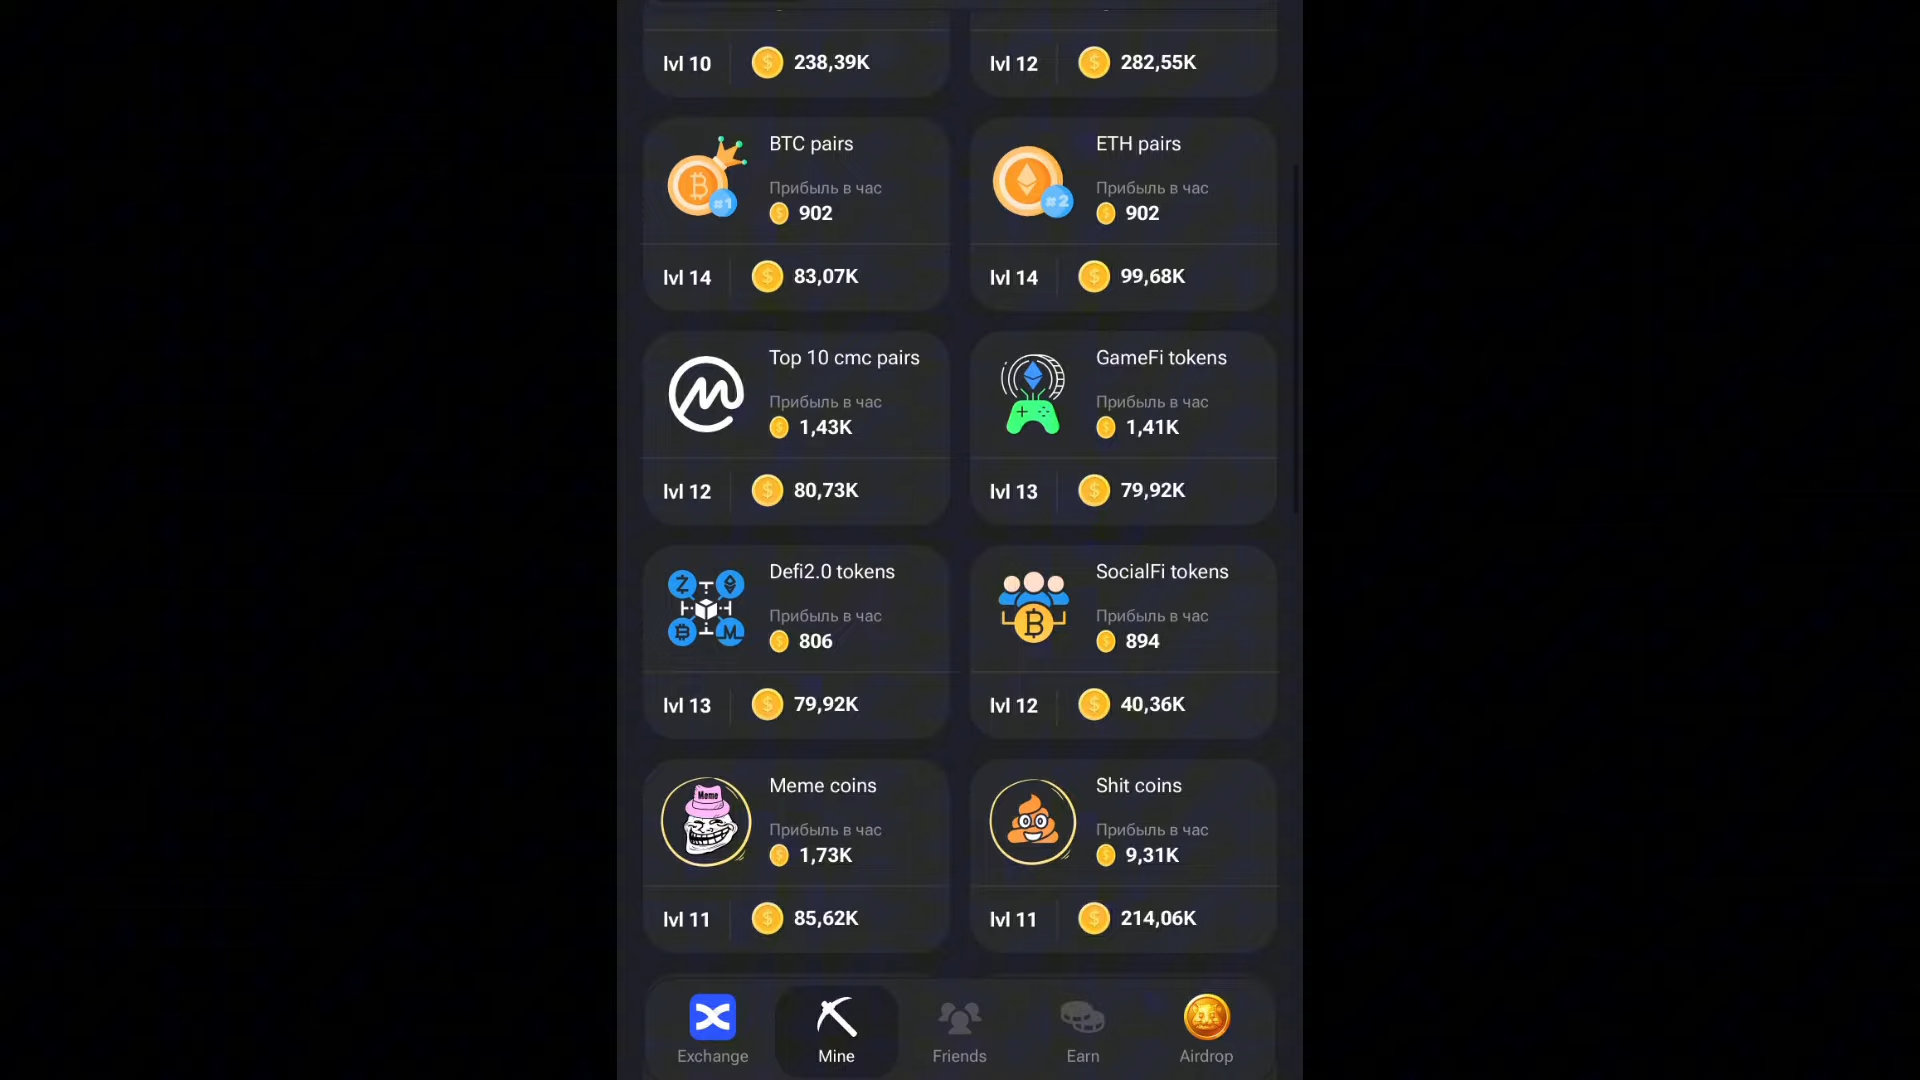 lvl 10 238,39K
lvl 12 282,55K
BTC pairs
Прибыль в час
#1
902
lvl 14 83,07K
ETH pairs
Прибыль в час
#2
902
lvl 14 99,68K
Top 10 cmc pairs
Прибыль в час
1,43K
lvl 12 80,73K
GameFi tokens
Прибыль в час
1,41K
lvl 13 79,92K
Defi2.0 tokens
Прибыль в час
806
lvl 13 79,92K
SocialFi tokens
Прибыль в час
894
lvl 12 40,36K
Meme coins
Meme
Прибыль в час
1,73K
lvl 11 85,62K
Shit coins
Прибыль в час
9,31K
lvl 11 214,06K
Exchange
Mine
Friends
Earn
Airdrop